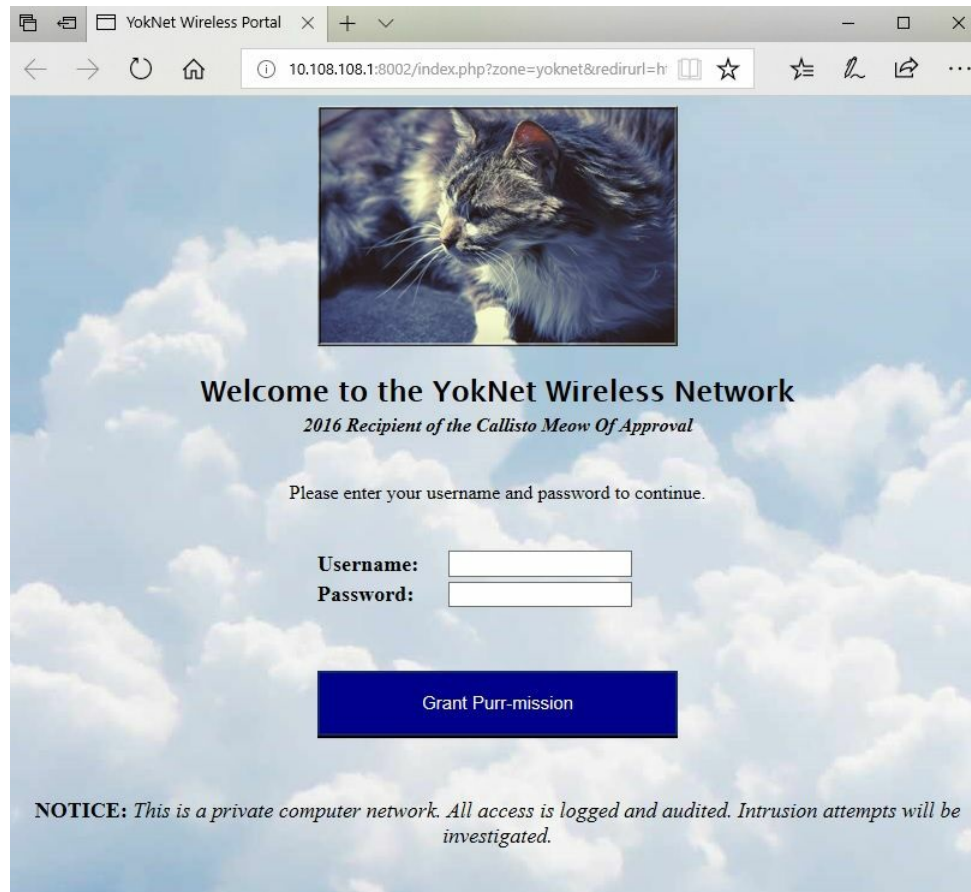 YokNet Wireless Portal
10.108.108.1:8002/index.php?zone=yoknet&redirurl=h
Welcome to the YokNet Wireless Network
2016 Recipient of the Callisto Meow Of Approval
Please enter your username and password to continue.
Username:
Password:
Grant Purr-mission
NOTICE: This is a private computer network. All access is logged and audited. Intrusion attempts will be
investigated.